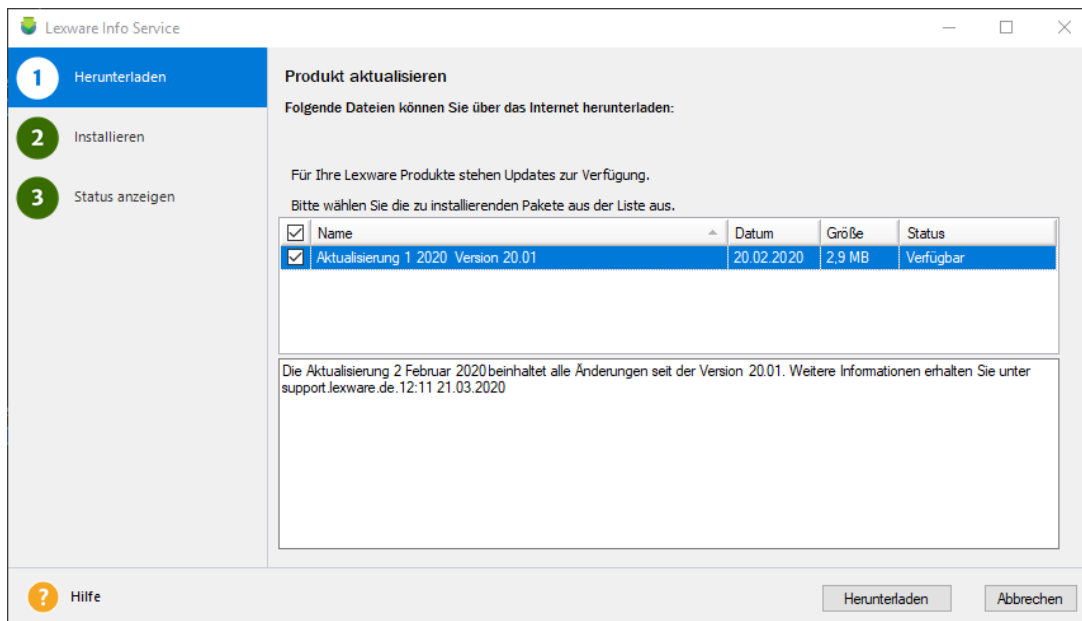 Lexware Info Service
1 Herunterladen
2 Installieren
3 Status anzeigen
Produkt aktualisieren
Folgende Dateien können Sie über das Internet herunterladen:
Für Ihre Lexware Produkte stehen Updates zur Verfügung.
Bitte wählen Sie die zu installierenden Pakete aus der Liste aus.
Name Datum Größe Status
Aktualisierung 1 2020 Version 20.01 20.02.2020 2,9 MB Verfügbar
Die Aktualisierung 2 Februar 2020 beinhaltet alle Änderungen seit der Version 20.01. Weitere Informationen erhalten Sie unter
support.lexware.de.12:11 21.03.2020
? Hilfe
Herunterladen Abbrechen